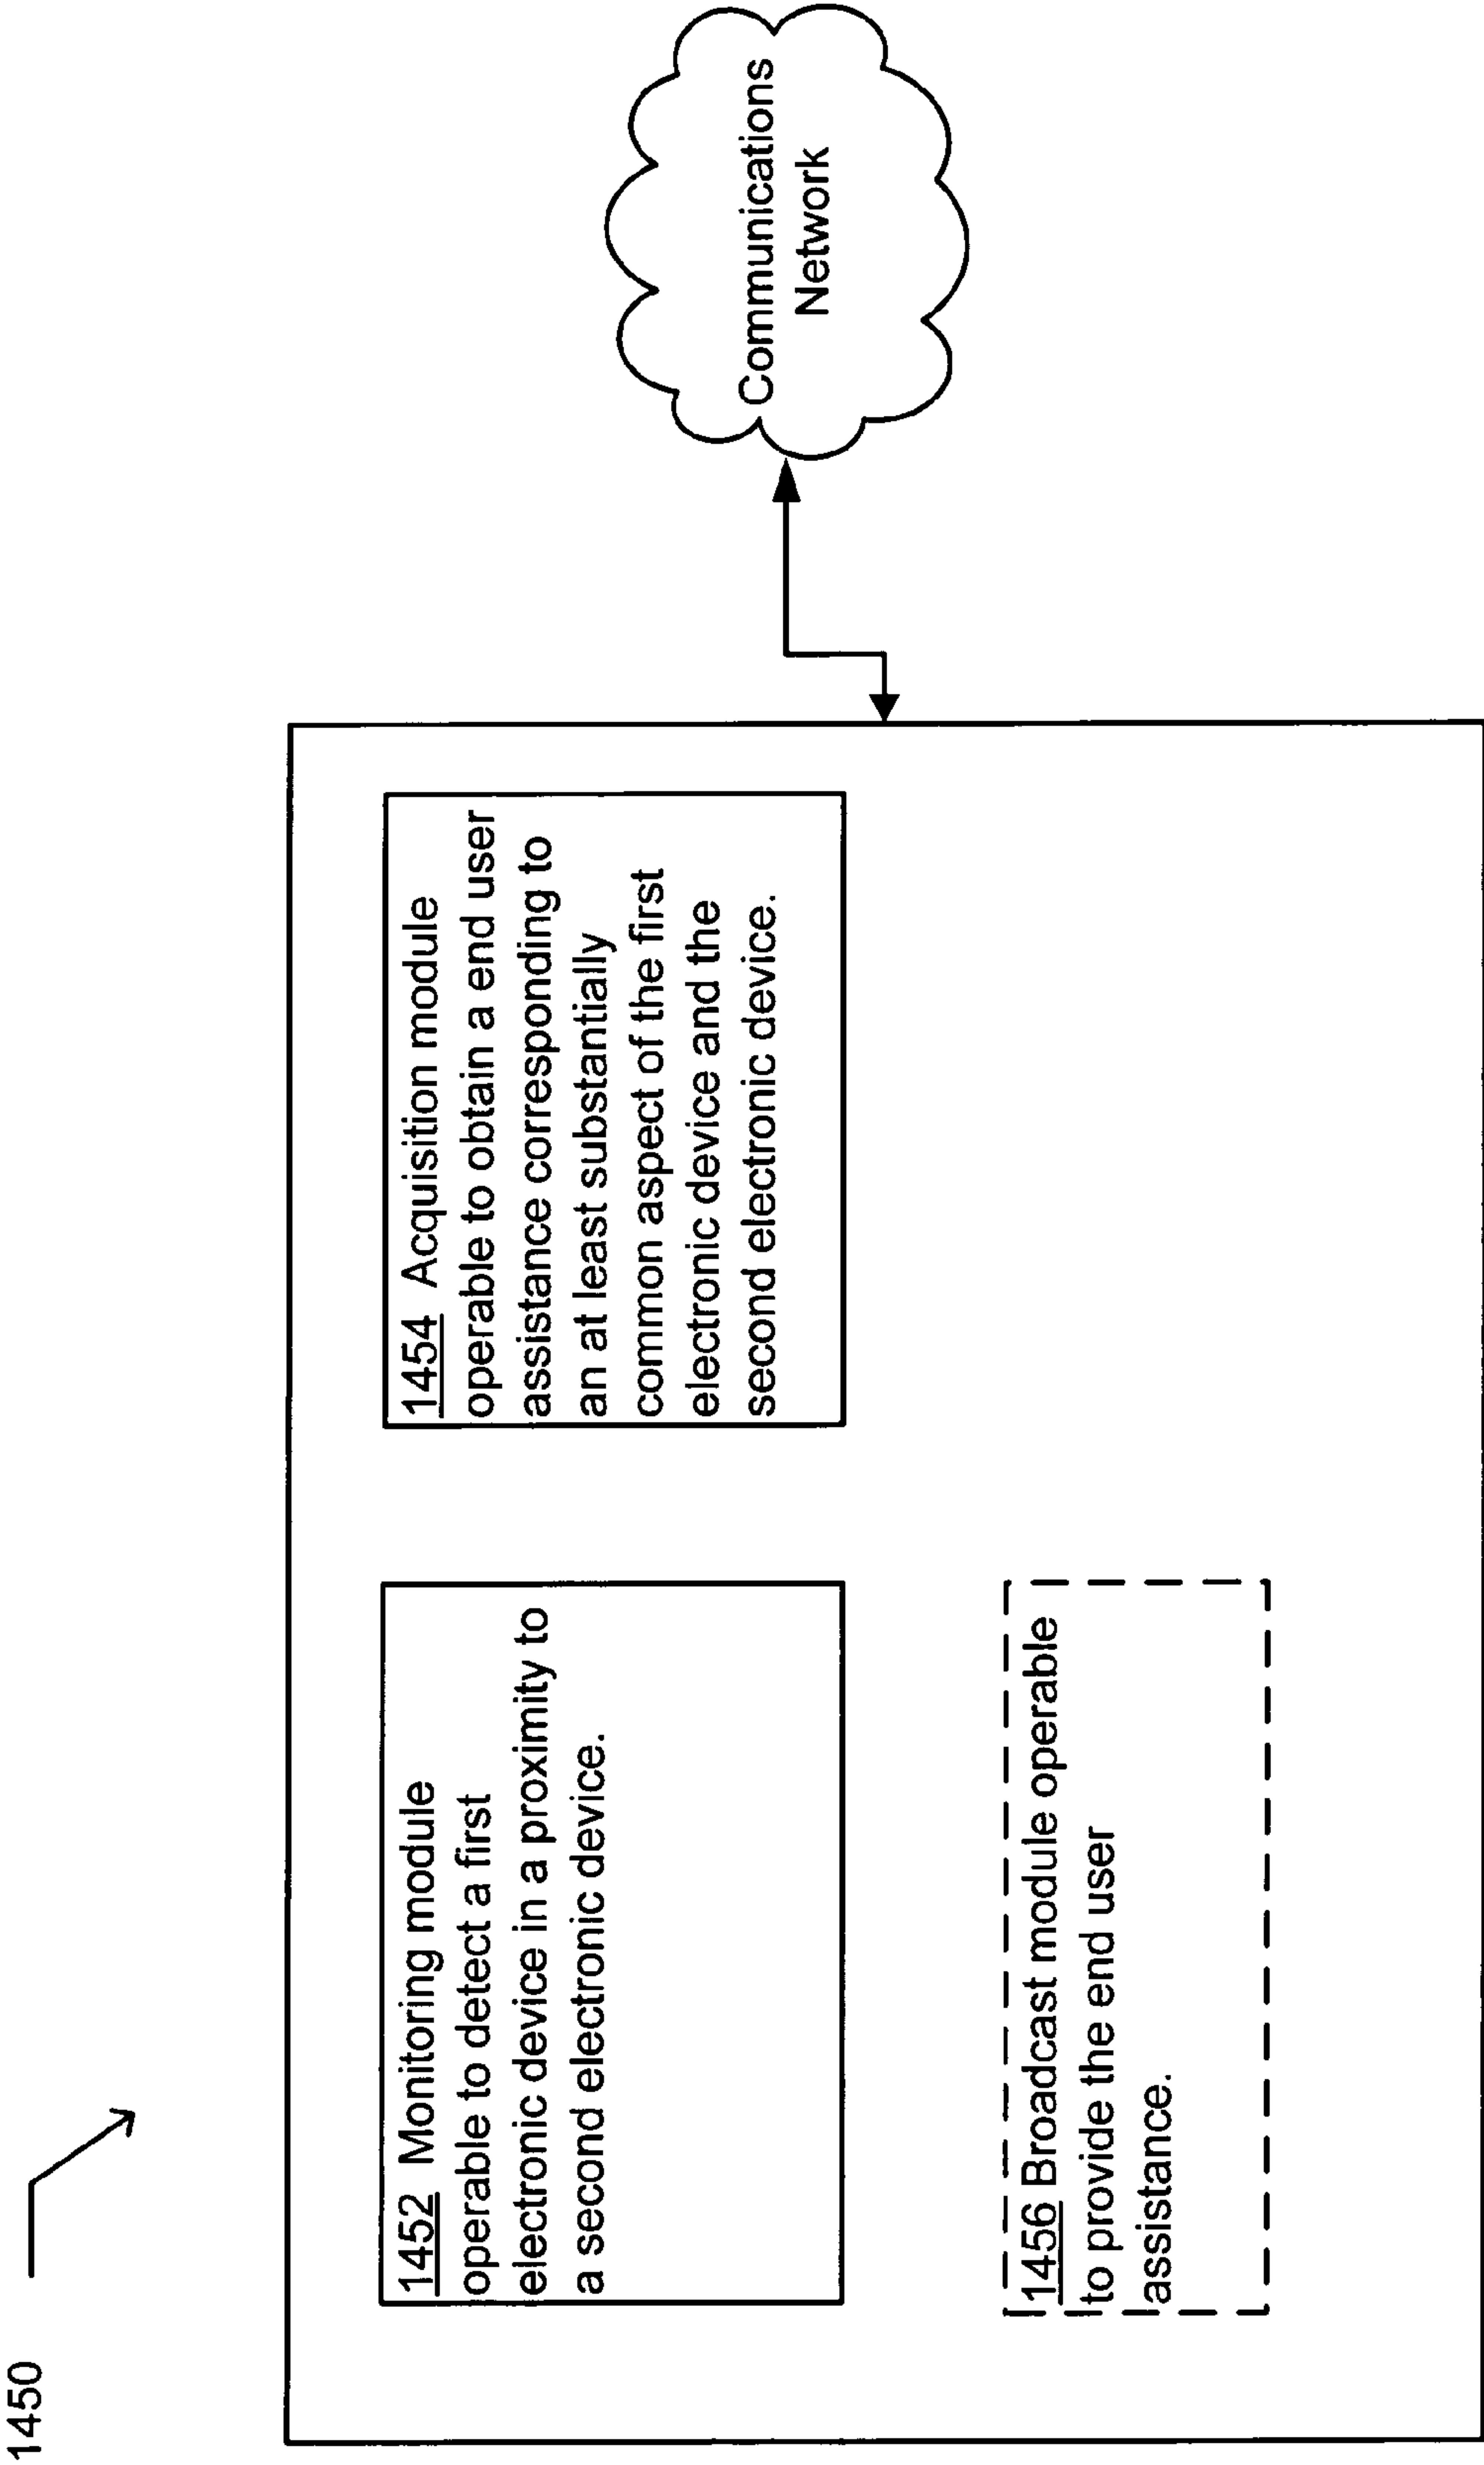 1450
1452 Monitoring module
operable to detect a first
electronic device in a proximity to
a second electronic device.
1454 Acquisition module
operable to obtain a end user
assistance corresponding to
an at least substantially
common aspect of the first
electronic device and the
second electronic device.
1456 Broadcast module operable
to provide the end user
assistance.
Communications
Network